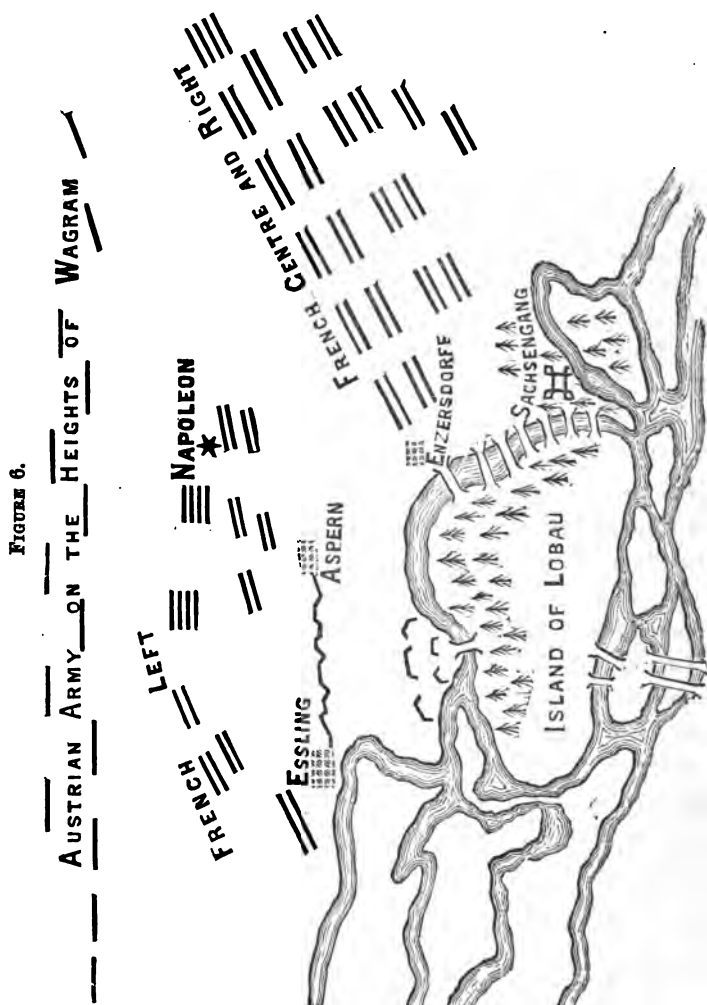 FIGURE 6.
AUSTRIAN ARMY ON THE HEIGHTS OF WAGRAM
NAPOLEON
FRENCH LEFT
FRENCH CENTRE AND RIGHT
ESSLING
ASPERN
ENZERSDORFF
SACHSENGANG
ISLAND OF LOBAU